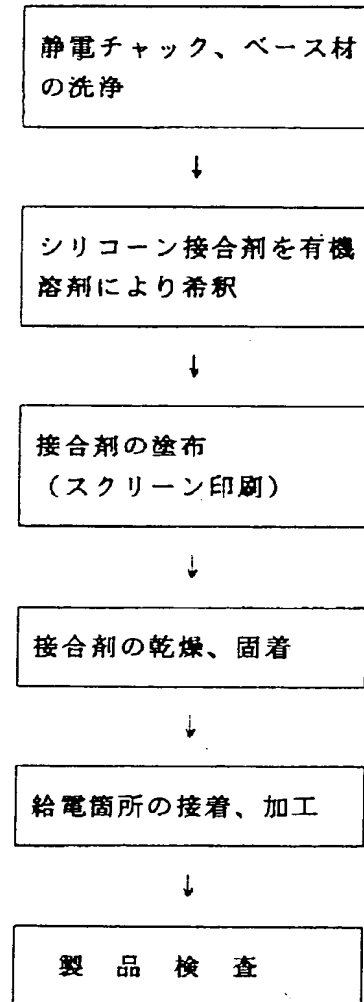 静電チャック、ベース材
の洗浄
↓
シリコーン接合剤を有機
溶剤により希釈
↓
接合剤の塗布
（スクリーン印刷）
↓
接合剤の乾燥、固着
↓
給電箇所の接着、加工
↓
製品検査